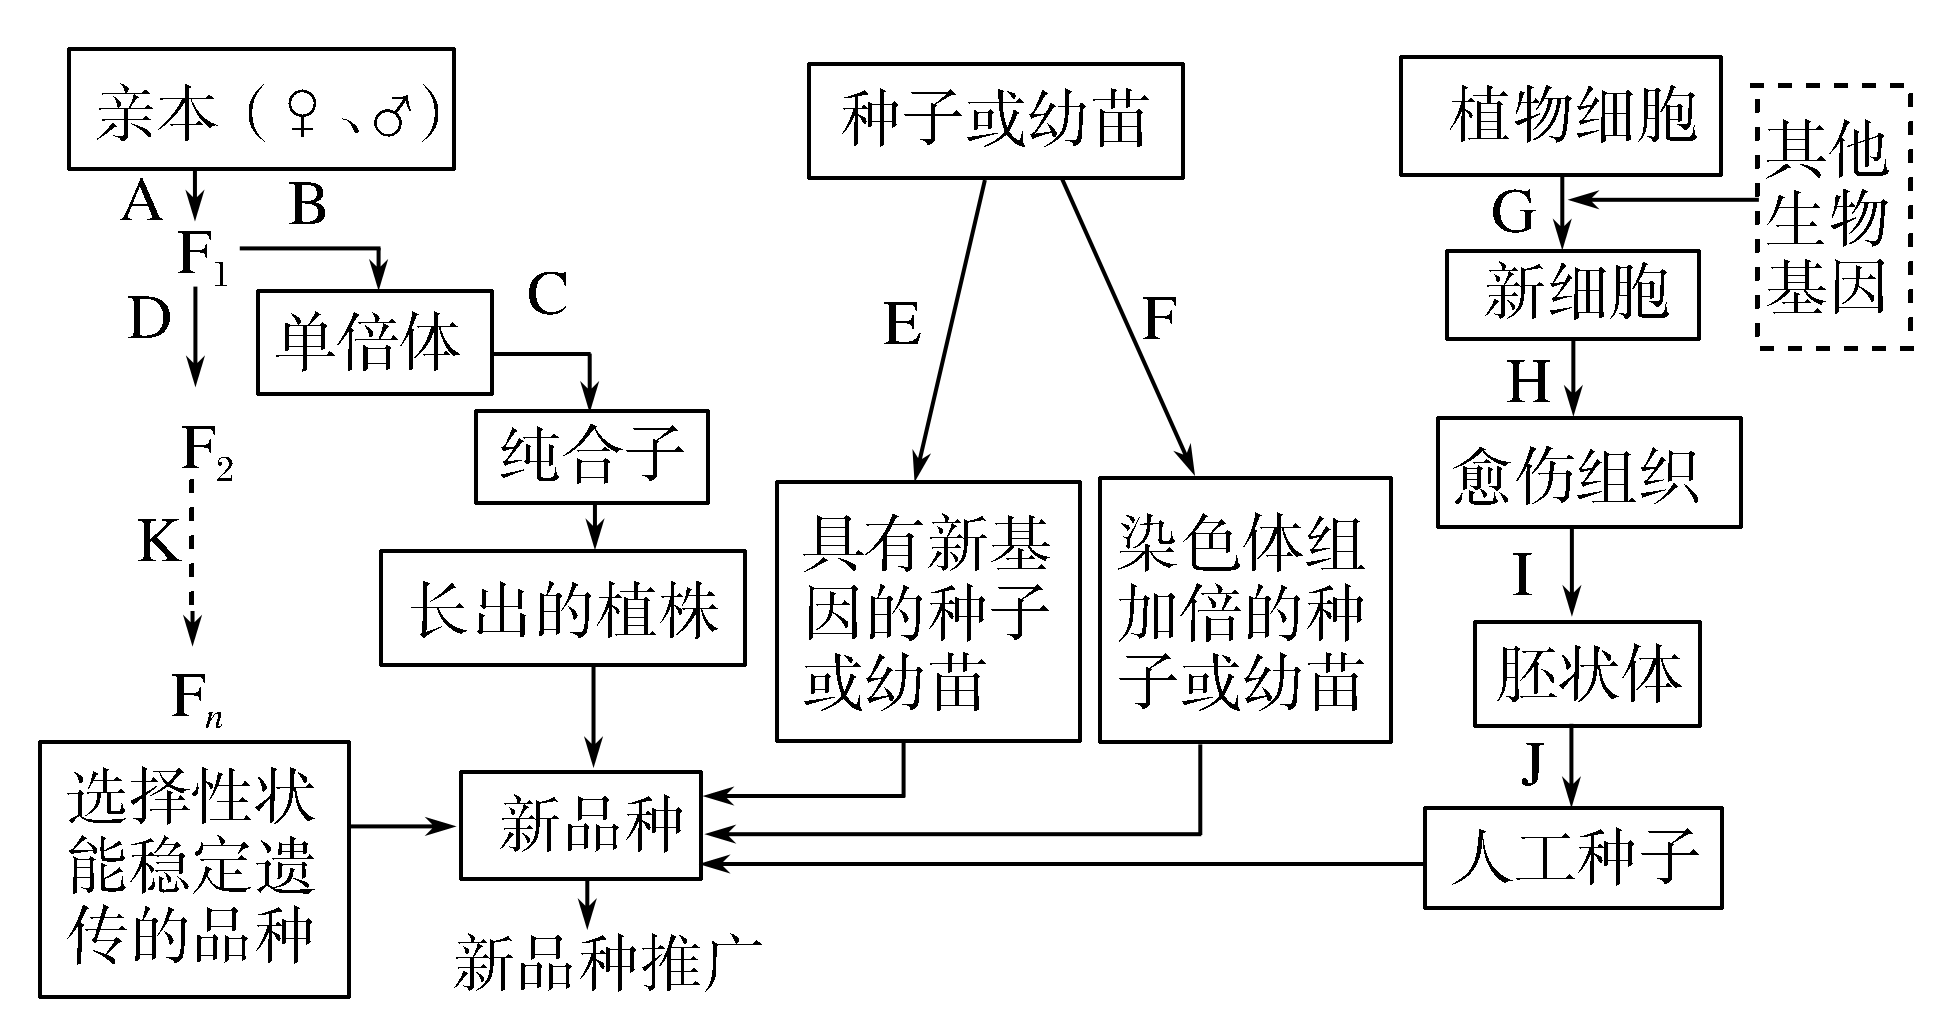 亲本(♀、♂)
A
F1
B
D
单倍体
C
F2
纯合子
K
长出的植株
Fn
选择性状
能稳定遗
传的品种
新品种
新品种推广
种子或幼苗
E
F
具有新基
因的种子
或幼苗
染色体组
加倍的种
子或幼苗
植物细胞
其他
生物
基因
G
新细胞
H
愈伤组织
I
胚状体
J
人工种子